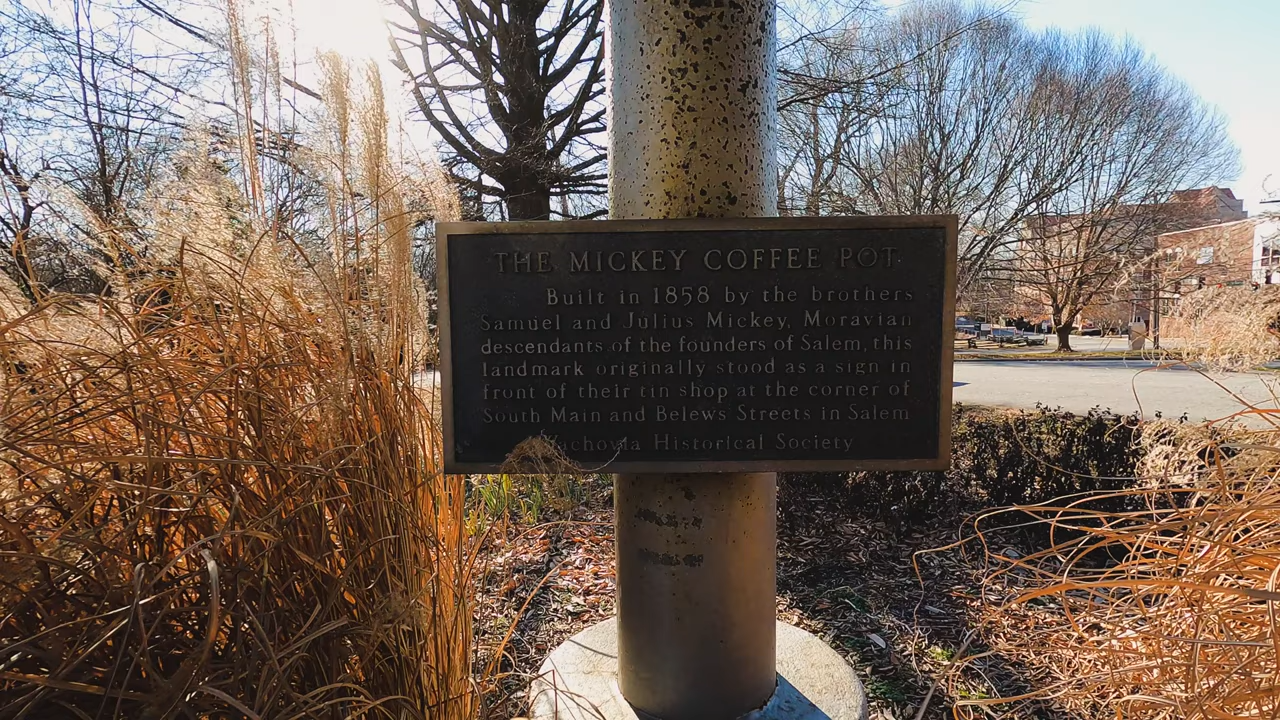 THE MICKEY COFFEE POT
Built in 1858 by the brothers
Samuel and Julius Mickey, Moravian
descendants of the founders of Salem, this
landmark originally stood as a sign in
front of their tin shop at the corner of
South Main and Belews Streets in Salem
Wachovia Historical Society